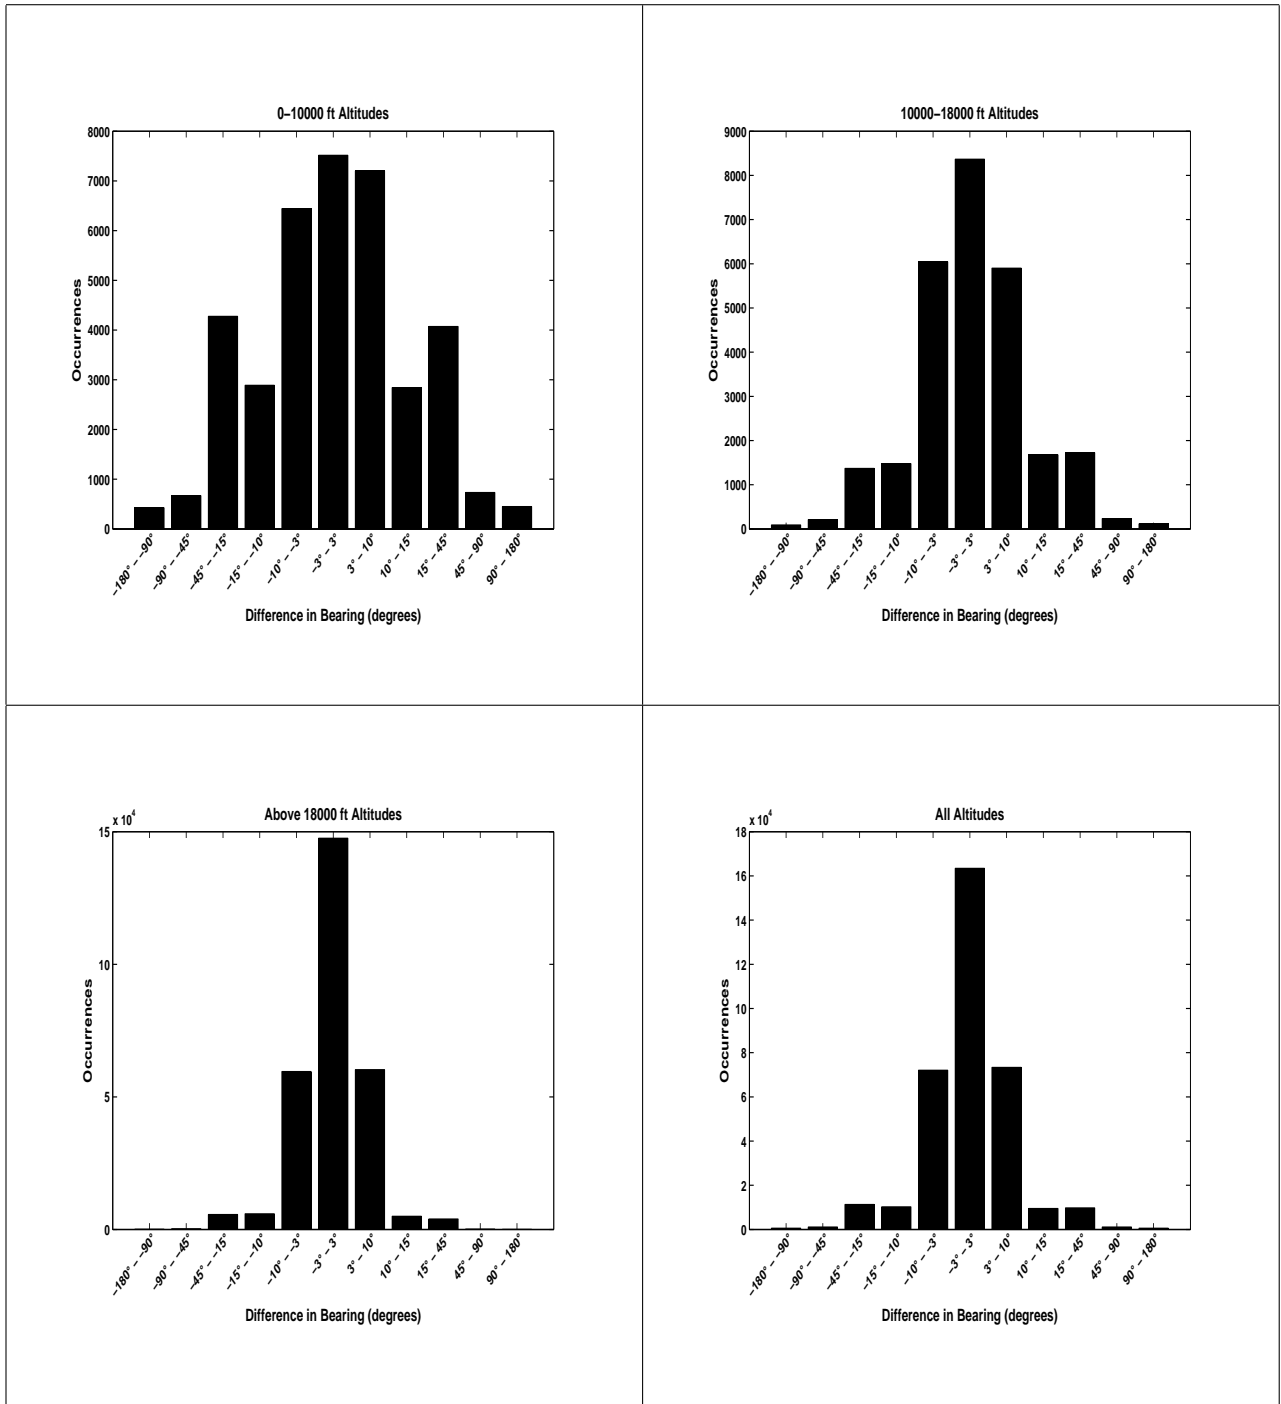 0–10000 ft Altitudes
8000
7000
6000
5000
4000
3000
2000
1000
0
Occurrences
–180° – –90°
–90° – –45°
–45° – –15°
–15° – –10°
–10° – –3°
–3° – 3°
3° – 10°
10° – 15°
15° – 45°
45° – 90°
90° – 180°
Difference in Bearing (degrees)
10000–18000 ft Altitudes
9000
8000
7000
6000
5000
4000
3000
2000
1000
0
Occurrences
–180° – –90°
–90° – –45°
–45° – –15°
–15° – –10°
–10° – –3°
–3° – 3°
3° – 10°
10° – 15°
15° – 45°
45° – 90°
90° – 180°
Difference in Bearing (degrees)
Above 18000 ft Altitudes
x 10⁴
15
10
5
0
Occurrences
–180° – –90°
–90° – –45°
–45° – –15°
–15° – –10°
–10° – –3°
–3° – 3°
3° – 10°
10° – 15°
15° – 45°
45° – 90°
90° – 180°
Difference in Bearing (degrees)
All Altitudes
x 10⁴
18
16
14
12
10
8
6
4
2
0
Occurrences
–180° – –90°
–90° – –45°
–45° – –15°
–15° – –10°
–10° – –3°
–3° – 3°
3° – 10°
10° – 15°
15° – 45°
45° – 90°
90° – 180°
Difference in Bearing (degrees)